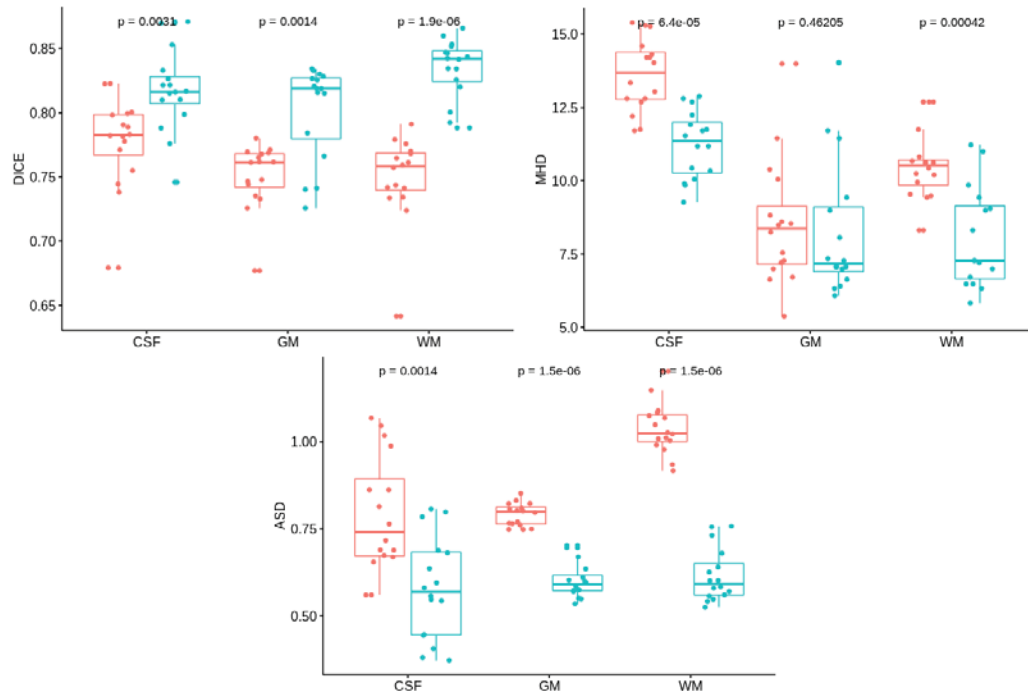 p = 0.0031 p = 0.0014 p = 1.9e-06
0.85
0.80
0.75
0.70
0.65
DICE
CSF GM WM
p = 6.4e-05 p = 0.46205 p = 0.00042
15.0
12.5
10.0
7.5
5.0
MHD
CSF GM WM
p = 0.0014 p = 1.5e-06 p = 1.5e-06
1.00
0.75
0.50
ASD
CSF GM WM